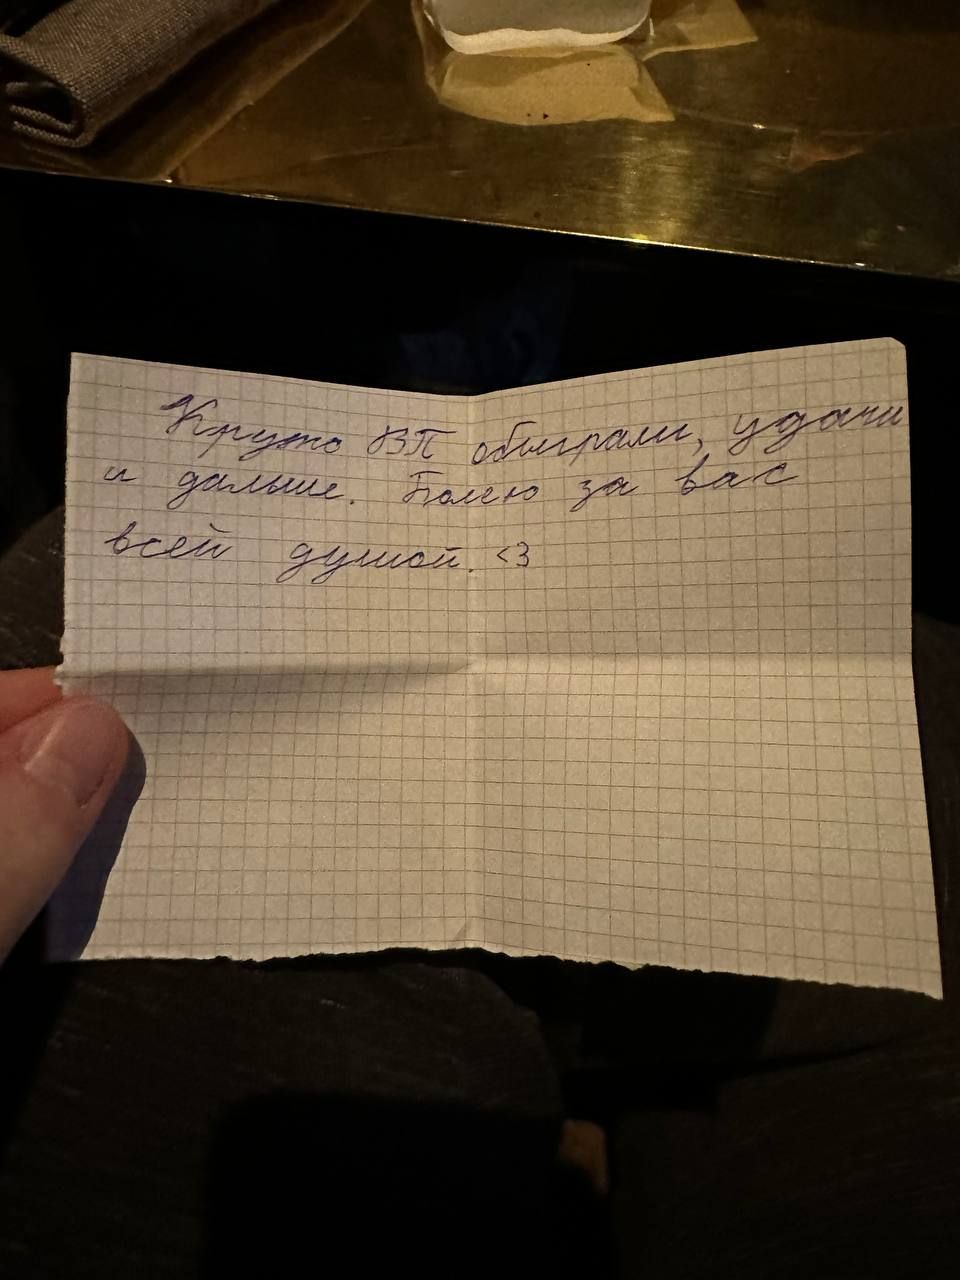 Круто ВП обыграли, удачи
и дальше. Болею за вас
всей душой. <3